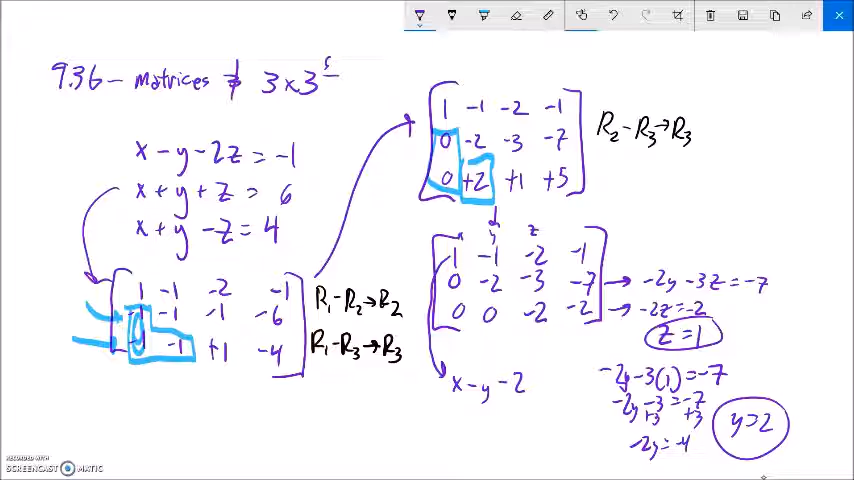 9.36 - matrices & 3x3s
x - y - 2z = -1
x + y + z = 6
x + y - z = 4
1 -1 -2 -1
-1 -1 -1 -6
-1 -1 +1 -4
R1 - R2 → R2
R1 - R3 → R3
1 -1 -2 -1
0 -2 -3 -7
0 +2 +1 +5
R2 - R3 → R3
x y z
1 -1 -2 -1
0 -2 -3 -7
0 0 -2 -2
→ -2y - 3z = -7
→ -2z = -2
z = 1
x - y - 2
-2y - 3(1) = -7
-2y - 3 = -7
+3 +3
-2y = -4
y = 2
RECORDED WITH
SCREENCAST MATIC